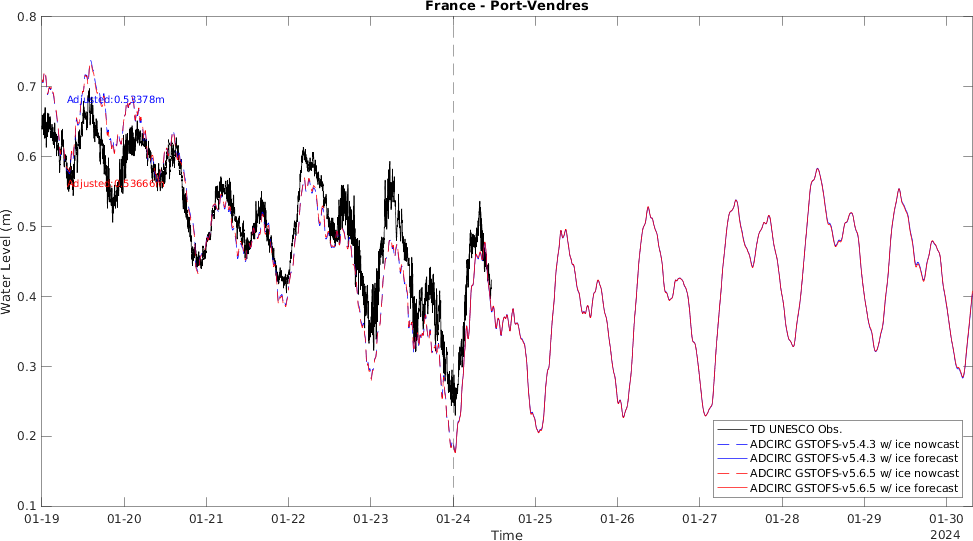 France - Port-Vendres
0.8
0.7
0.6
0.5
0.4
0.3
0.2
0.1
Water Level (m)
Adjusted:0.53378m
Adjusted:0.53666m
TD UNESCO Obs.
ADCIRC GSTOFS-v5.4.3 w/ ice nowcast
ADCIRC GSTOFS-v5.4.3 w/ ice forecast
ADCIRC GSTOFS-v5.6.5 w/ ice nowcast
ADCIRC GSTOFS-v5.6.5 w/ ice forecast
01-19 01-20 01-21 01-22 01-23 01-24 01-25 01-26 01-27 01-28 01-29 01-30
2024
Time